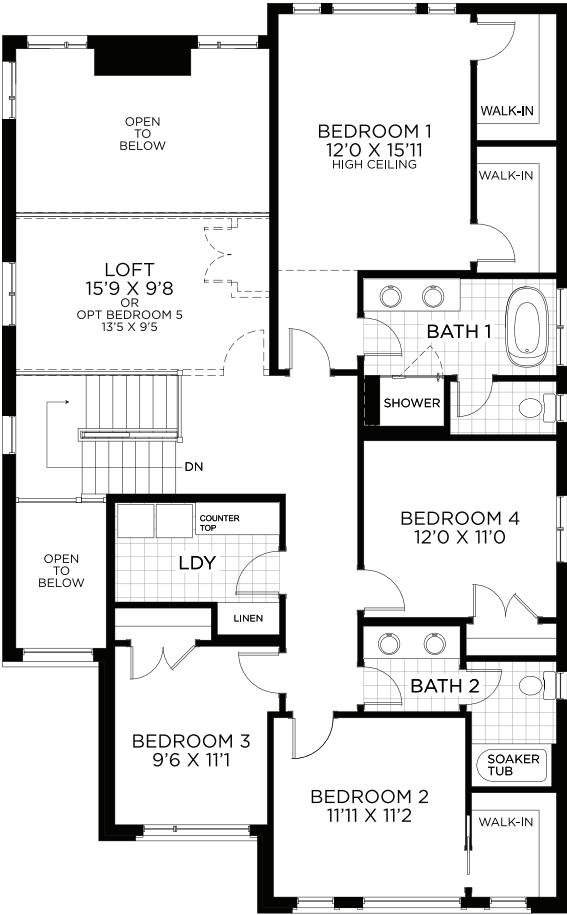 OPEN
TO
BELOW
BEDROOM 1
12'0 X 15'11
HIGH CEILING
WALK-IN
WALK-IN
LOFT
15'9 X 9'8
OR
OPT BEDROOM 5
13'5 X 9'5
BATH 1
SHOWER
DN
COUNTER
TOP
LDY
LINEN
OPEN
TO
BELOW
BEDROOM 4
12'0 X 11'0
BATH 2
SOAKER
TUB
BEDROOM 3
9'6 X 11'1
BEDROOM 2
11'11 X 11'2
WALK-IN